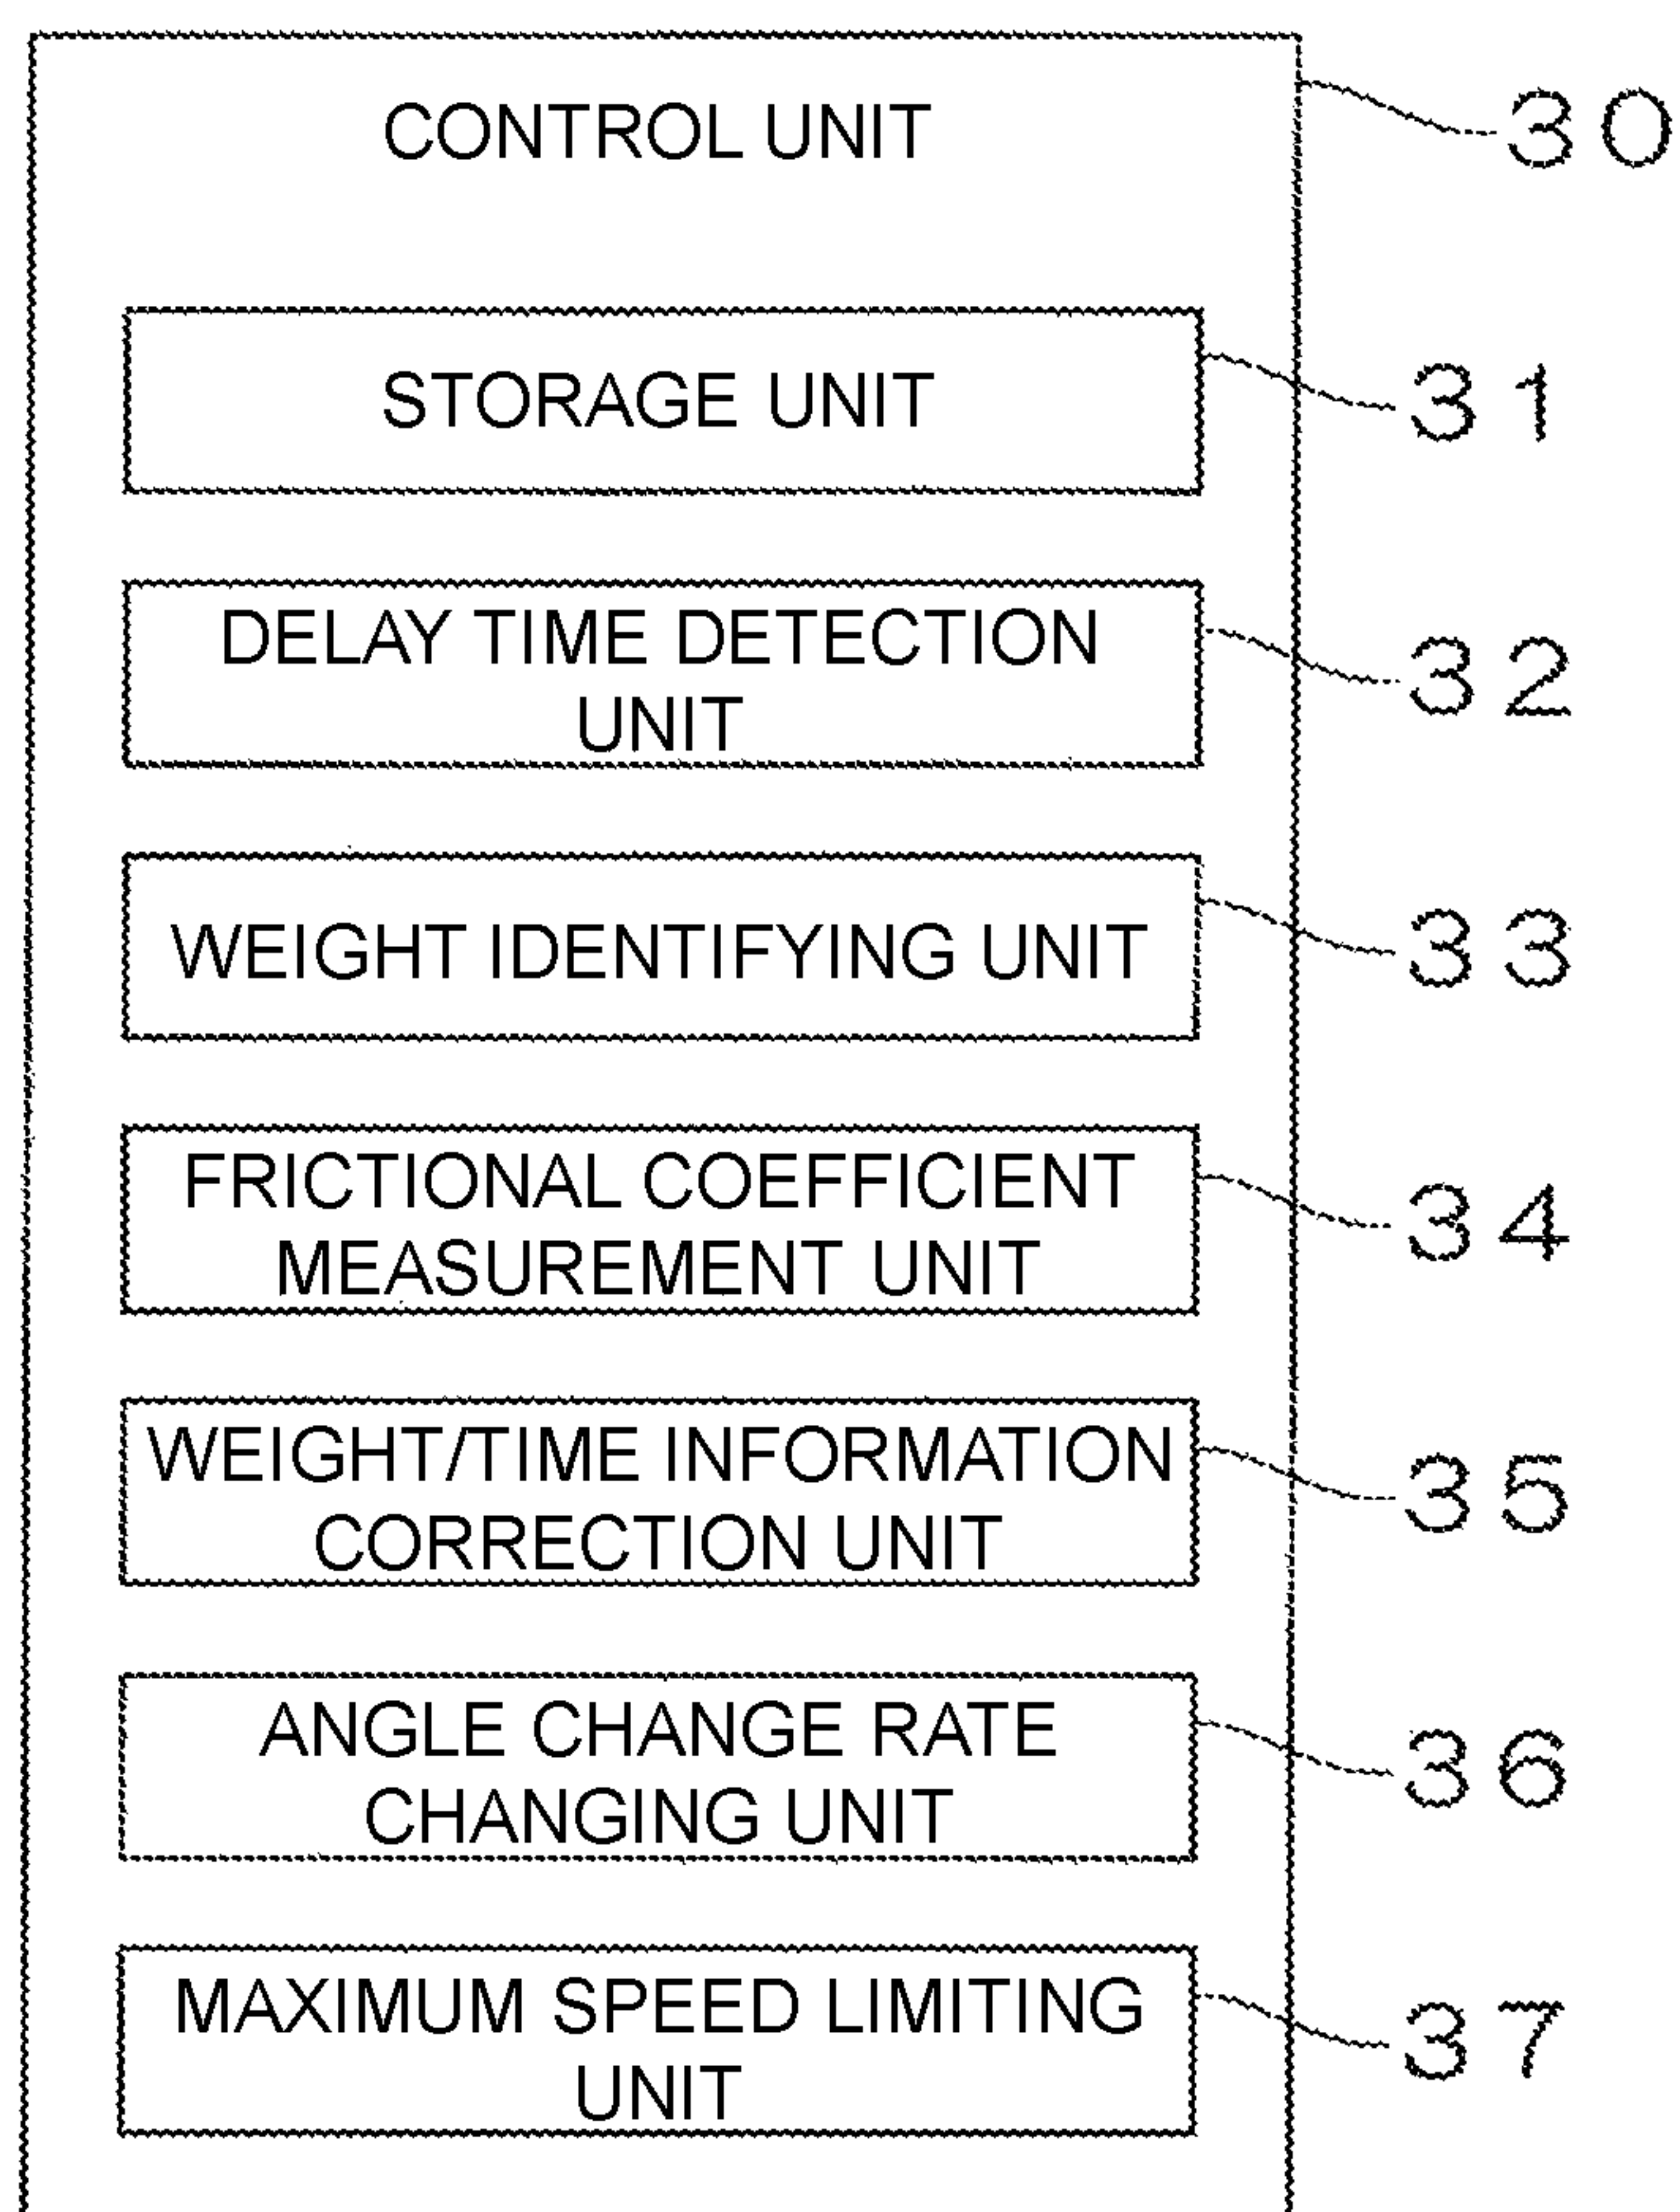 CONTROL UNIT
30
STORAGE UNIT
31
DELAY TIME DETECTION
UNIT
32
WEIGHT IDENTIFYING UNIT
33
FRICTIONAL COEFFICIENT
MEASUREMENT UNIT
34
WEIGHT/TIME INFORMATION
CORRECTION UNIT
35
ANGLE CHANGE RATE
CHANGING UNIT
36
MAXIMUM SPEED LIMITING
UNIT
37